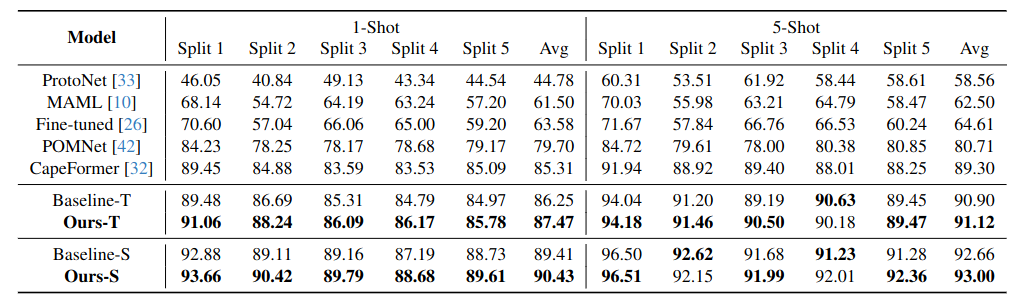 Model 1-Shot 5-Shot
Split 1 Split 2 Split 3 Split 4 Split 5 Avg Split 1 Split 2 Split 3 Split 4 Split 5 Avg
ProtoNet [33] 46.05 40.84 49.13 43.34 44.54 44.78 60.31 53.51 61.92 58.44 58.61 58.56
MAML [10] 68.14 54.72 64.19 63.24 57.20 61.50 70.03 55.98 63.21 64.79 58.47 62.50
Fine-tuned [26] 70.60 57.04 66.06 65.00 59.20 63.58 71.67 57.84 66.76 66.53 60.24 64.61
POMNet [42] 84.23 78.25 78.17 78.68 79.17 79.70 84.72 79.61 78.00 80.38 80.85 80.71
CapeFormer [32] 89.45 84.88 83.59 83.53 85.09 85.31 91.94 88.92 89.40 88.01 88.25 89.30
Baseline-T 89.48 86.69 85.31 84.79 84.97 86.25 94.04 91.20 89.19 90.63 89.45 90.90
Ours-T 91.06 88.24 86.09 86.17 85.78 87.47 94.18 91.46 90.50 90.18 89.47 91.12
Baseline-S 92.88 89.11 89.16 87.19 88.73 89.41 96.50 92.62 91.68 91.23 91.28 92.66
Ours-S 93.66 90.42 89.79 88.68 89.61 90.43 96.51 92.15 91.99 92.01 92.36 93.00